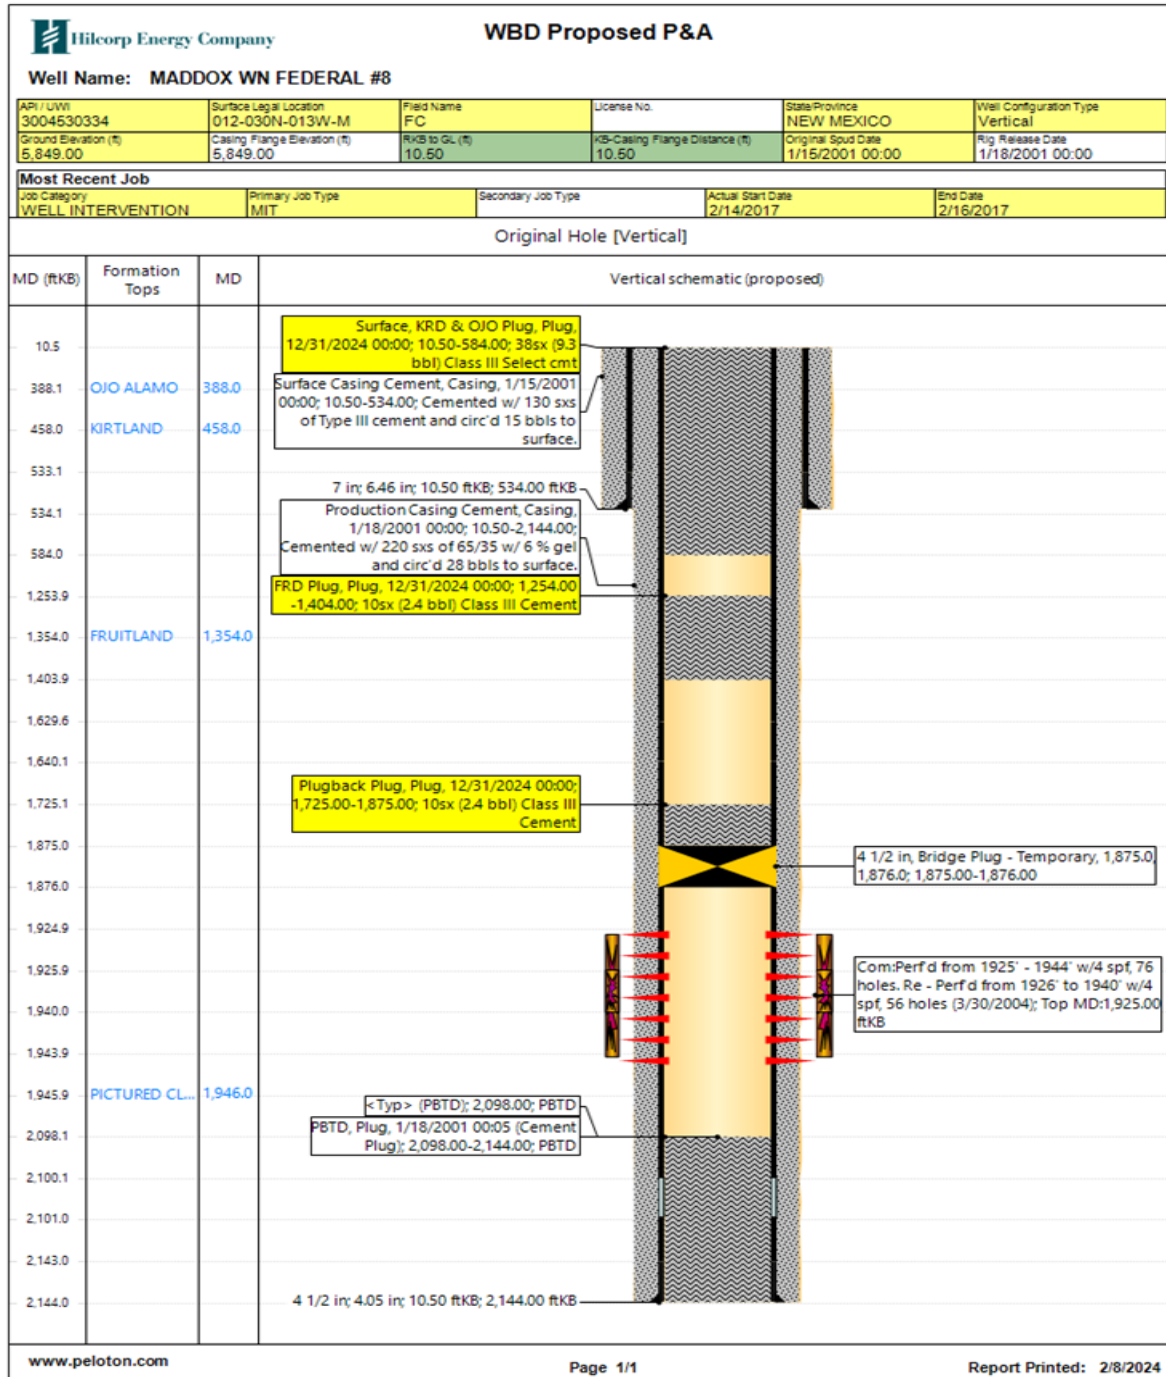 Hilcorp Energy Company
WBD Proposed P&A
Well Name: MADDOX WN FEDERAL #8
API / UWI
3004530334
Surface Legal Location
012-030N-013W-M
Field Name
FC
License No.
State/Province
NEW MEXICO
Well Configuration Type
Vertical
Ground Elevation (ft)
5,849.00
Casing Flange Elevation (ft)
5,849.00
RKB to GL (ft)
10.50
KB-Casing Flange Distance (ft)
10.50
Original Spud Date
1/15/2001 00:00
Rig Release Date
1/18/2001 00:00
Most Recent Job
Job Category
WELL INTERVENTION
Primary Job Type
MIT
Secondary Job Type
Actual Start Date
2/14/2017
End Date
2/16/2017
Original Hole [Vertical]
MD (ftKB)
Formation
Tops
MD
Vertical schematic (proposed)
Surface, KRD & OJO Plug, Plug,
12/31/2024 00:00; 10.50-584.00; 38sx (9.3
bbl) Class III Select cmt
10.5
388.1 OJO ALAMO 388.0
Surface Casing Cement, Casing, 1/15/2001
00:00; 10.50-534.00; Cemented w/ 130 sxs
of Type III cement and circ'd 15 bbls to
surface.
458.0 KIRTLAND 458.0
533.1
7 in; 6.46 in; 10.50 ftKB; 534.00 ftKB
534.1
Production Casing Cement, Casing,
1/18/2001 00:00; 10.50-2,144.00;
Cemented w/ 220 sxs of 65/35 w/ 6 % gel
and circ'd 28 bbls to surface.
584.0
FRD Plug, Plug, 12/31/2024 00:00; 1,254.00
-1,404.00; 10sx (2.4 bbl) Class III Cement
1,253.9
1,354.0 FRUITLAND 1,354.0
1,403.9
1,629.6
1,640.1
Plugback Plug, Plug, 12/31/2024 00:00;
1,725.00-1,875.00; 10sx (2.4 bbl) Class III
Cement
1,725.1
1,875.0
4 1/2 in, Bridge Plug - Temporary, 1,875.0,
1,876.0; 1,875.00-1,876.00
1,876.0
1,924.9
1,925.9
Com:Perf'd from 1925' - 1944' w/4 spf, 76
holes. Re - Perf'd from 1926' to 1940' w/4
spf, 56 holes (3/30/2004); Top MD:1,925.00
ftKB
1,940.0
1,943.9
1,945.9 PICTURED CL... 1,946.0
<Typ> (PBTD); 2,098.00; PBTD
PBTD, Plug, 1/18/2001 00:05 (Cement
Plug); 2,098.00-2,144.00; PBTD
2,098.1
2,100.1
2,101.0
2,143.0
2,144.0
4 1/2 in; 4.05 in; 10.50 ftKB; 2,144.00 ftKB
www.peloton.com
Page 1/1
Report Printed: 2/8/2024